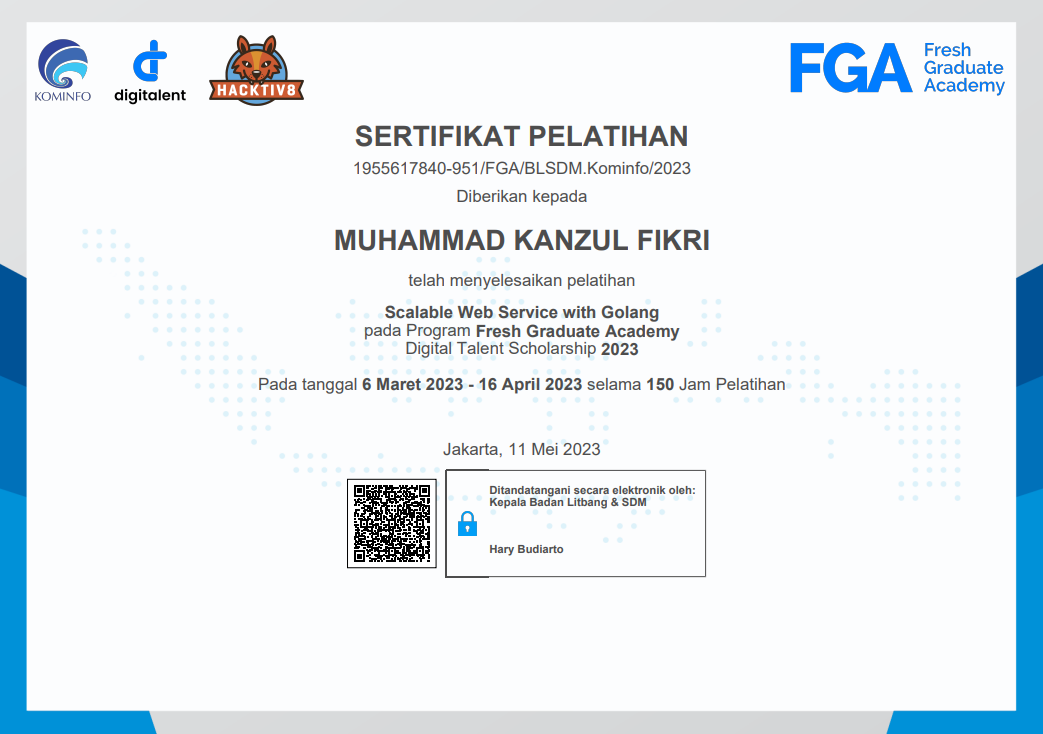 KOMINFO
digitalent
HACKTIV8
FGA
Fresh
Graduate
Academy
SERTIFIKAT PELATIHAN
1955617840-951/FGA/BLSDM.Kominfo/2023
Diberikan kepada
MUHAMMAD KANZUL FIKRI
telah menyelesaikan pelatihan
Scalable Web Service with Golang
pada Program Fresh Graduate Academy
Digital Talent Scholarship 2023
Pada tanggal 6 Maret 2023 - 16 April 2023 selama 150 Jam Pelatihan
Jakarta, 11 Mei 2023
Ditandatangani secara elektronik oleh:
Kepala Badan Litbang & SDM
Hary Budiarto